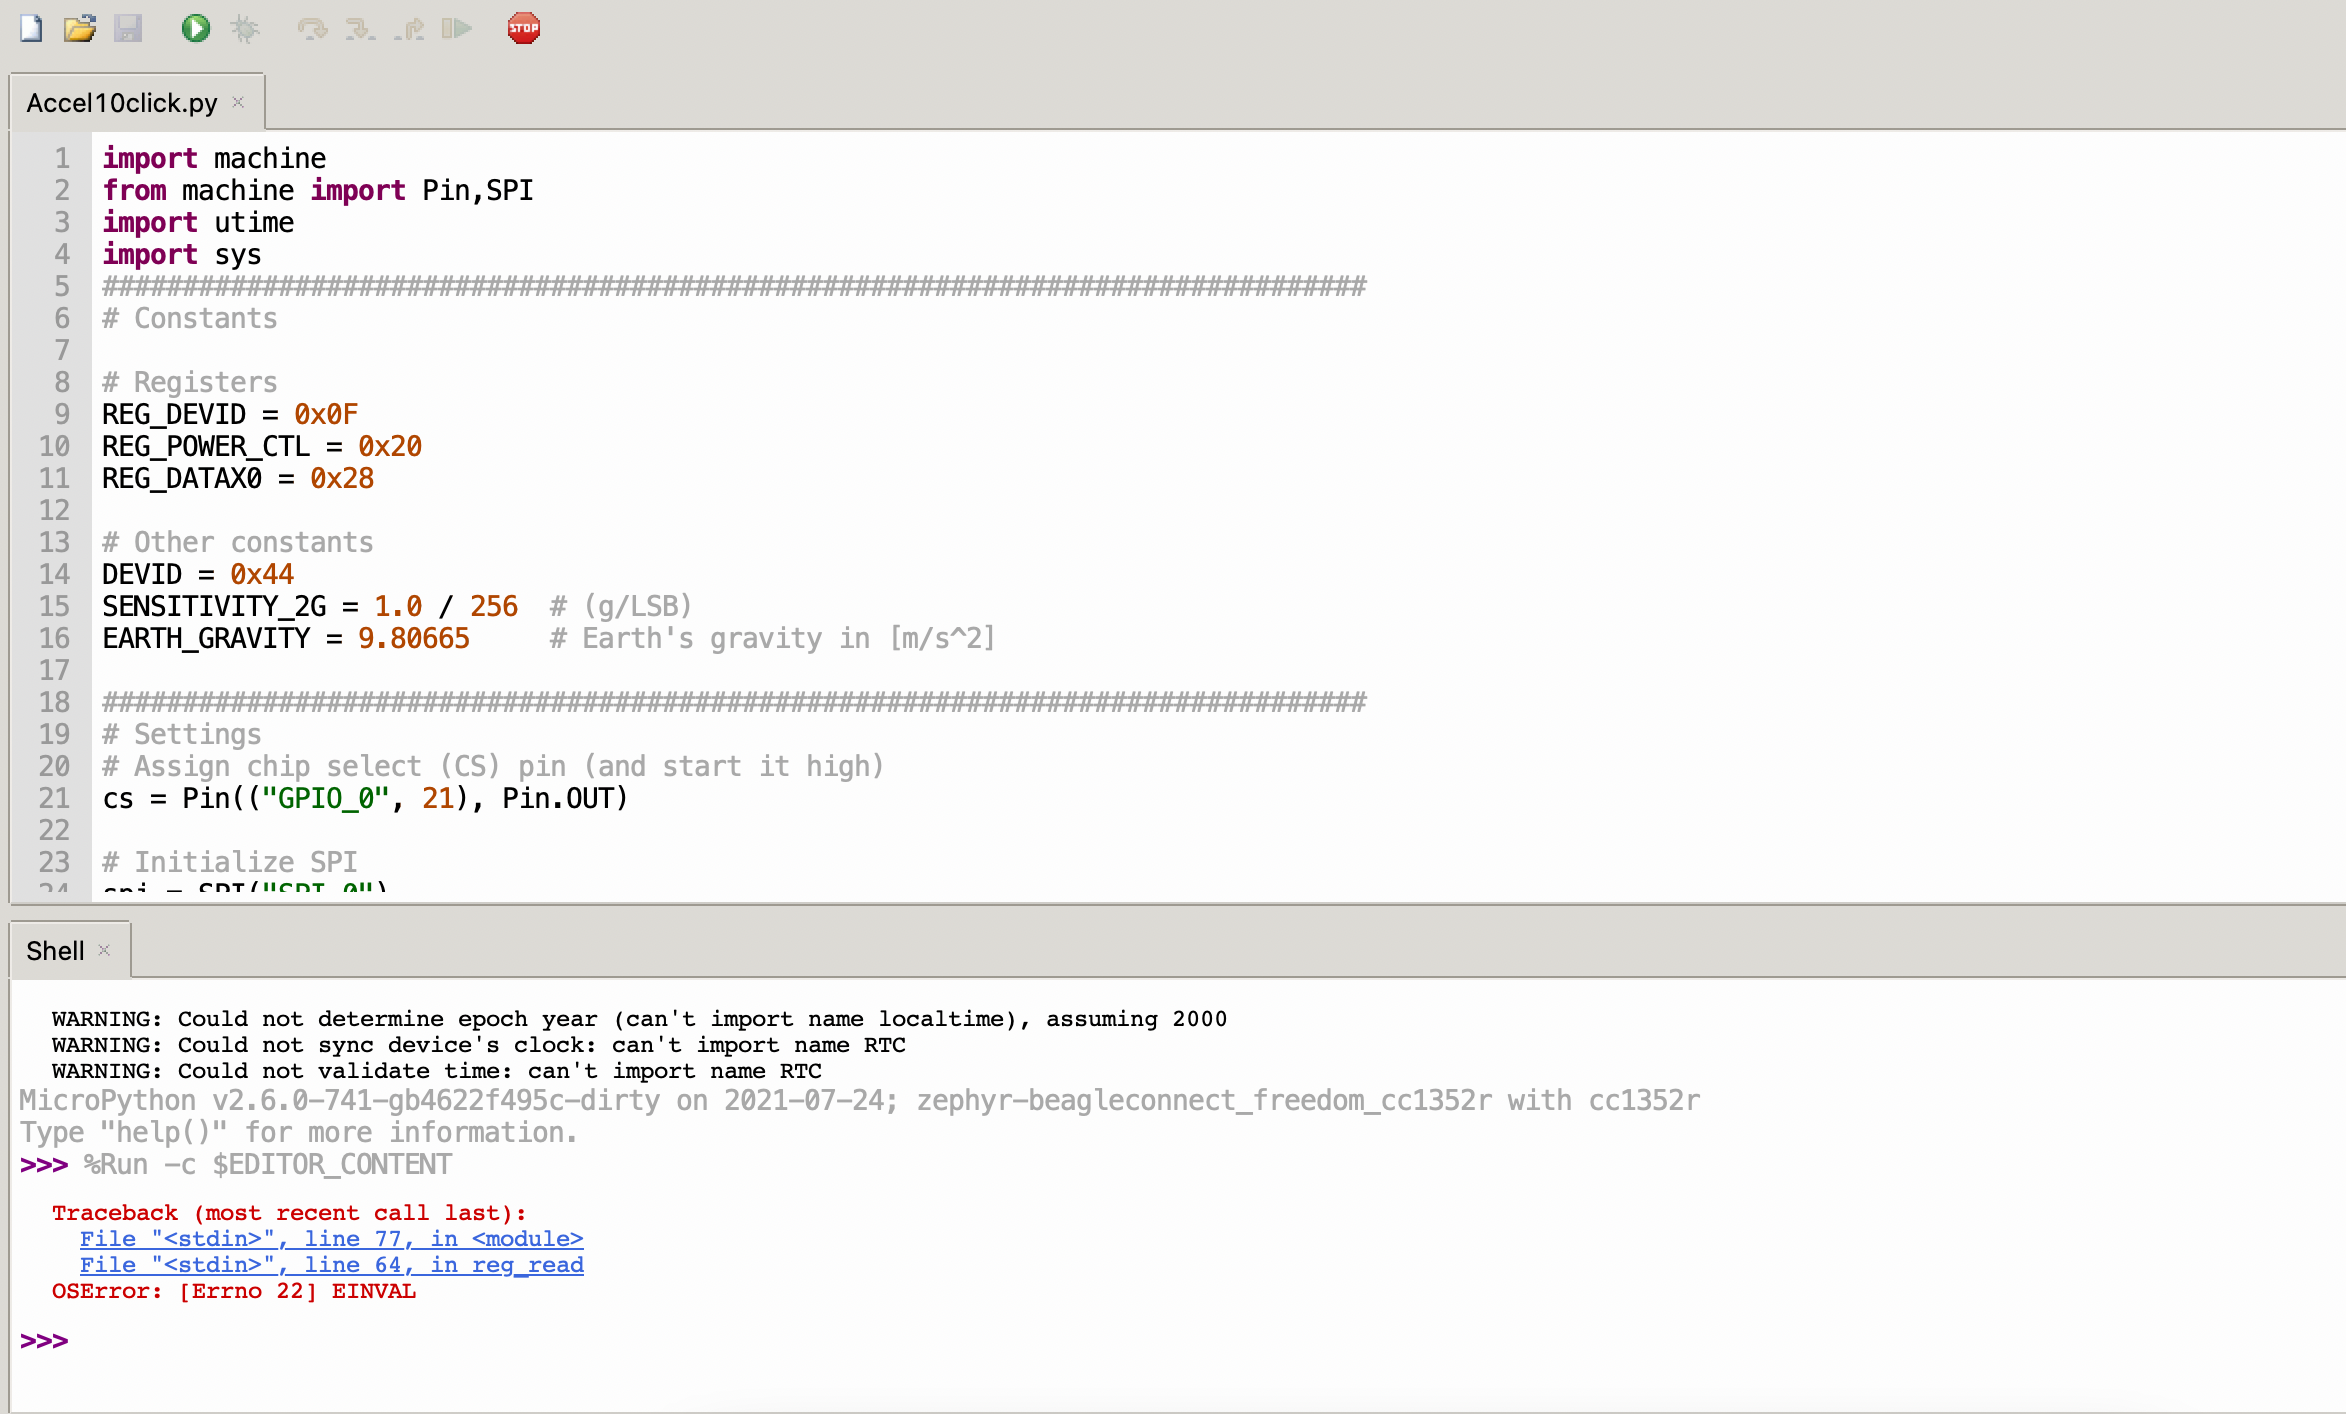 STOP
Accel10click.py ×
1 import machine
2 from machine import Pin,SPI
3 import utime
4 import sys
5 ###############################################################################
6 # Constants
7
8 # Registers
9 REG_DEVID = 0x0F
10 REG_POWER_CTL = 0x20
11 REG_DATAX0 = 0x28
12
13 # Other constants
14 DEVID = 0x44
15 SENSITIVITY_2G = 1.0 / 256  # (g/LSB)
16 EARTH_GRAVITY = 9.80665     # Earth's gravity in [m/s^2]
17
18 ###############################################################################
19 # Settings
20 # Assign chip select (CS) pin (and start it high)
21 cs = Pin(("GPIO_0", 21), Pin.OUT)
22
23 # Initialize SPI
24 spi = SPI("SPI_0")
Shell ×
WARNING: Could not determine epoch year (can't import name localtime), assuming 2000
WARNING: Could not sync device's clock: can't import name RTC
WARNING: Could not validate time: can't import name RTC
MicroPython v2.6.0-741-gb4622f495c-dirty on 2021-07-24; zephyr-beagleconnect_freedom_cc1352r with cc1352r
Type "help()" for more information.
>>> %Run -c $EDITOR_CONTENT
Traceback (most recent call last):
File "<stdin>", line 77, in <module>
File "<stdin>", line 64, in reg_read
OSError: [Errno 22] EINVAL
>>>